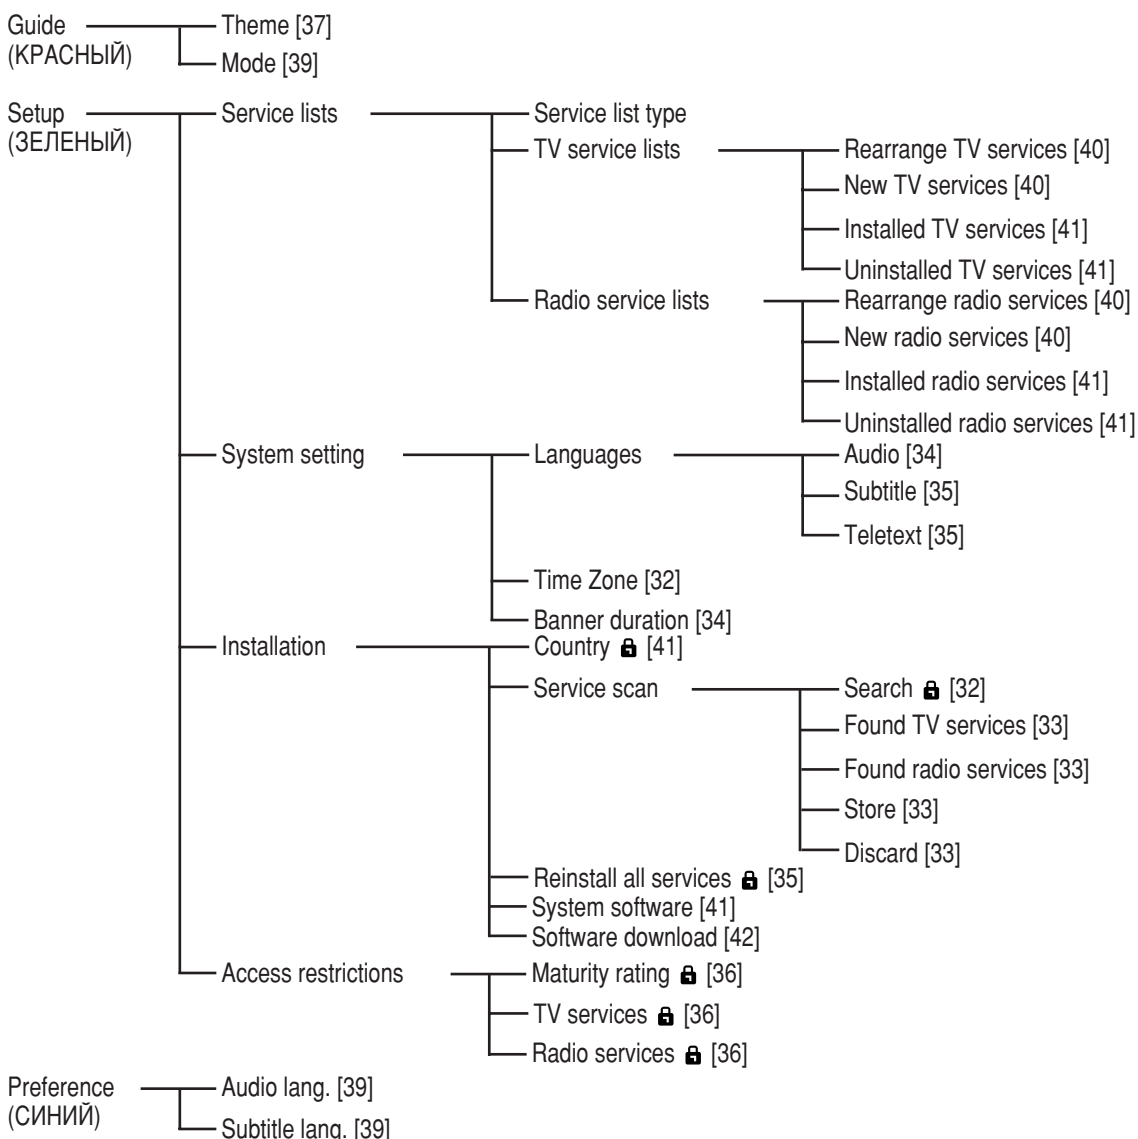 Guide
(КРАСНЫЙ)
Theme [37]
Mode [39]
Setup
(ЗЕЛЕНЫЙ)
Service lists
Service list type
TV service lists
Rearrange TV services [40]
New TV services [40]
Installed TV services [41]
Uninstalled TV services [41]
Radio service lists
Rearrange radio services [40]
New radio services [40]
Installed radio services [41]
Uninstalled radio services [41]
System setting
Languages
Audio [34]
Subtitle [35]
Teletext [35]
Time Zone [32]
Banner duration [34]
Installation
Country [41]
Service scan
Search [32]
Found TV services [33]
Found radio services [33]
Store [33]
Discard [33]
Reinstall all services [35]
System software [41]
Software download [42]
Access restrictions
Maturity rating [36]
TV services [36]
Radio services [36]
Preference
(СИНИЙ)
Audio lang. [39]
Subtitle lang. [39]